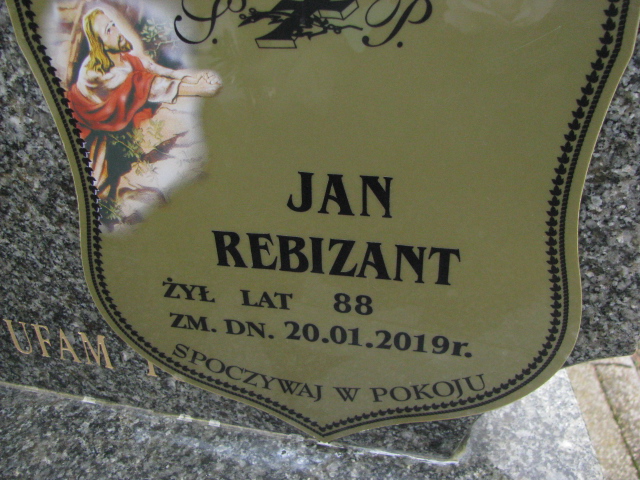 Ś. P.
JAN
REBIZANT
ŻYŁ LAT 88
ZM. DN. 20.01.2019r.
SPOCZYWAJ W POKOJU
UFAM